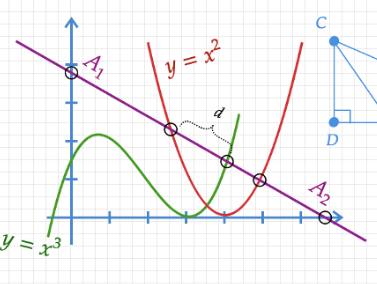 C
A₁
y = x²
d
D
A₂
y = x³